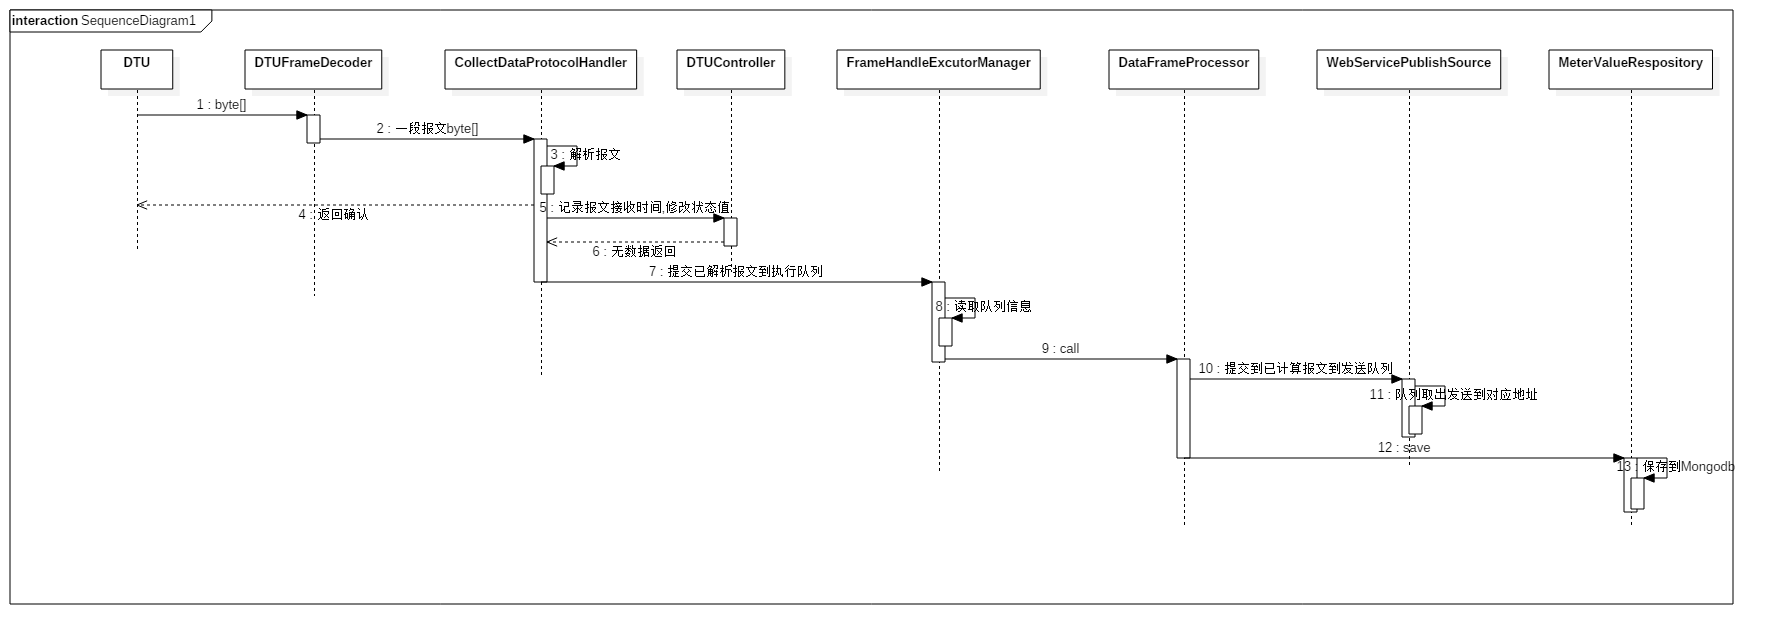 interaction SequenceDiagram1
DTU
DTUFrameDecoder
CollectDataProtocolHandler
DTUController
FrameHandleExcutorManager
DataFrameProcessor
WebServicePublishSource
MeterValueRespository
1 : byte[]
2 : 一段报文byte[]
3 : 解析报文
4 : 返回确认
5 : 记录报文接收时间,修改状态值
6 : 无数据返回
7 : 提交已解析报文到执行队列
8 : 读取队列信息
9 : call
10 : 提交到已计算报文到发送队列
11 : 队列取出发送到对应地址
12 : save
13 : 保存到Mongodb